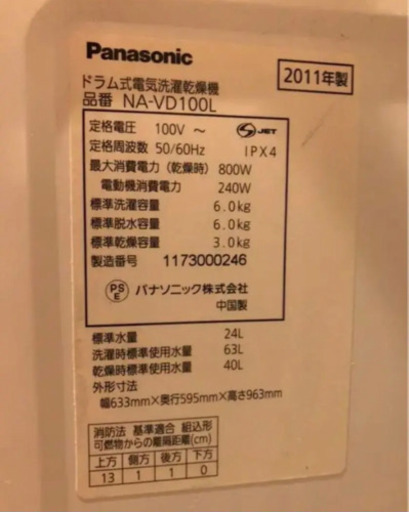 Panasonic
2011年製
ドラム式電気洗濯乾燥機
品番 NA-VD100L
定格電圧 100V ～
S JET
定格周波数 50/60Hz IPX4
最大消費電力（乾燥時） 800W
電動機消費電力 240W
標準洗濯容量 6.0kg
標準脱水容量 6.0kg
標準乾燥容量 3.0kg
製造番号 1173000246
PS E パナソニック株式会社
中国製
標準水量 24L
洗濯時標準使用水量 63L
乾燥時標準使用水量 40L
外形寸法
幅633mm×奥行595mm×高さ963mm
消防法 基準適合 組込形
可燃物からの離隔距離(cm)
上方 側方 後方 下方
13 1 1 0